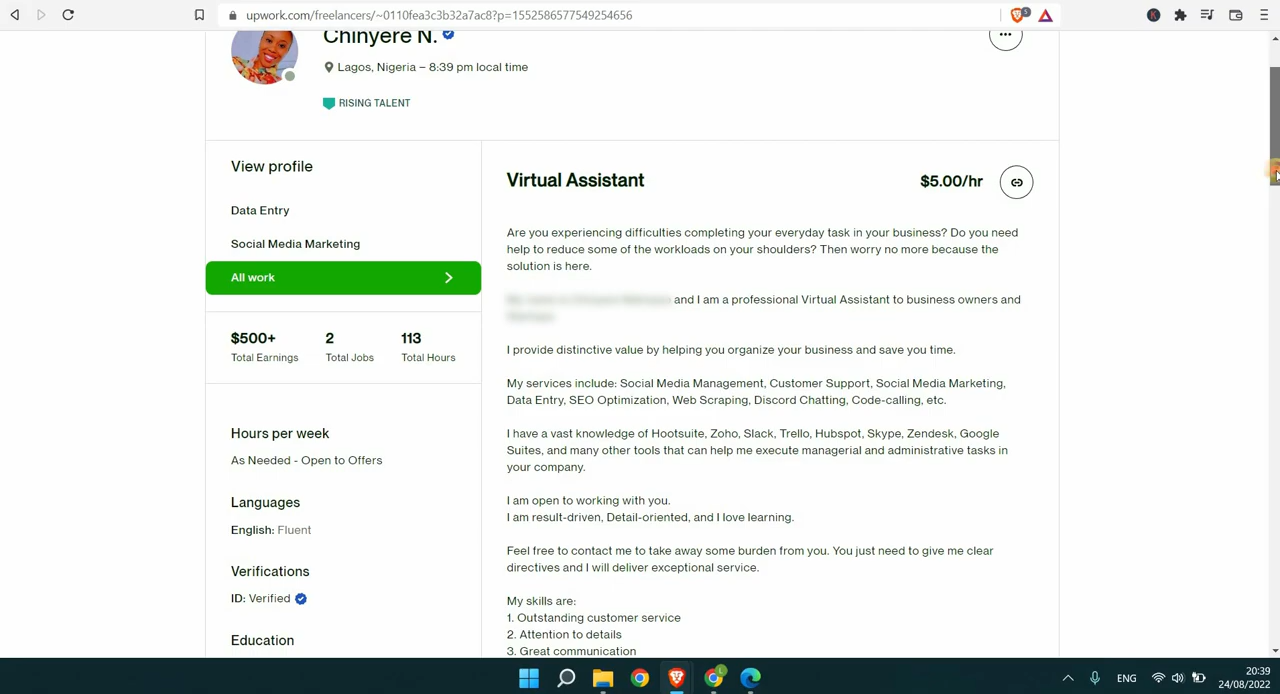 upwork.com/freelancers/~0110fea3c3b32a7ac8?p=1552586577549254656
5
K
Chinyere N.
Lagos, Nigeria – 8:39 pm local time
RISING TALENT
View profile
Data Entry
Social Media Marketing
All work
$500+ 2 113
Total Earnings Total Jobs Total Hours
Hours per week
As Needed - Open to Offers
Languages
English: Fluent
Verifications
ID: Verified
Education
Virtual Assistant $5.00/hr
Are you experiencing difficulties completing your everyday task in your business? Do you need
help to reduce some of the workloads on your shoulders? Then worry no more because the
solution is here.
and I am a professional Virtual Assistant to business owners and
I provide distinctive value by helping you organize your business and save you time.
My services include: Social Media Management, Customer Support, Social Media Marketing,
Data Entry, SEO Optimization, Web Scraping, Discord Chatting, Code-calling, etc.
I have a vast knowledge of Hootsuite, Zoho, Slack, Trello, Hubspot, Skype, Zendesk, Google
Suites, and many other tools that can help me execute managerial and administrative tasks in
your company.
I am open to working with you.
I am result-driven, Detail-oriented, and I love learning.
Feel free to contact me to take away some burden from you. You just need to give me clear
directives and I will deliver exceptional service.
My skills are:
1. Outstanding customer service
2. Attention to details
3. Great communication
ENG
20:39
24/08/2022